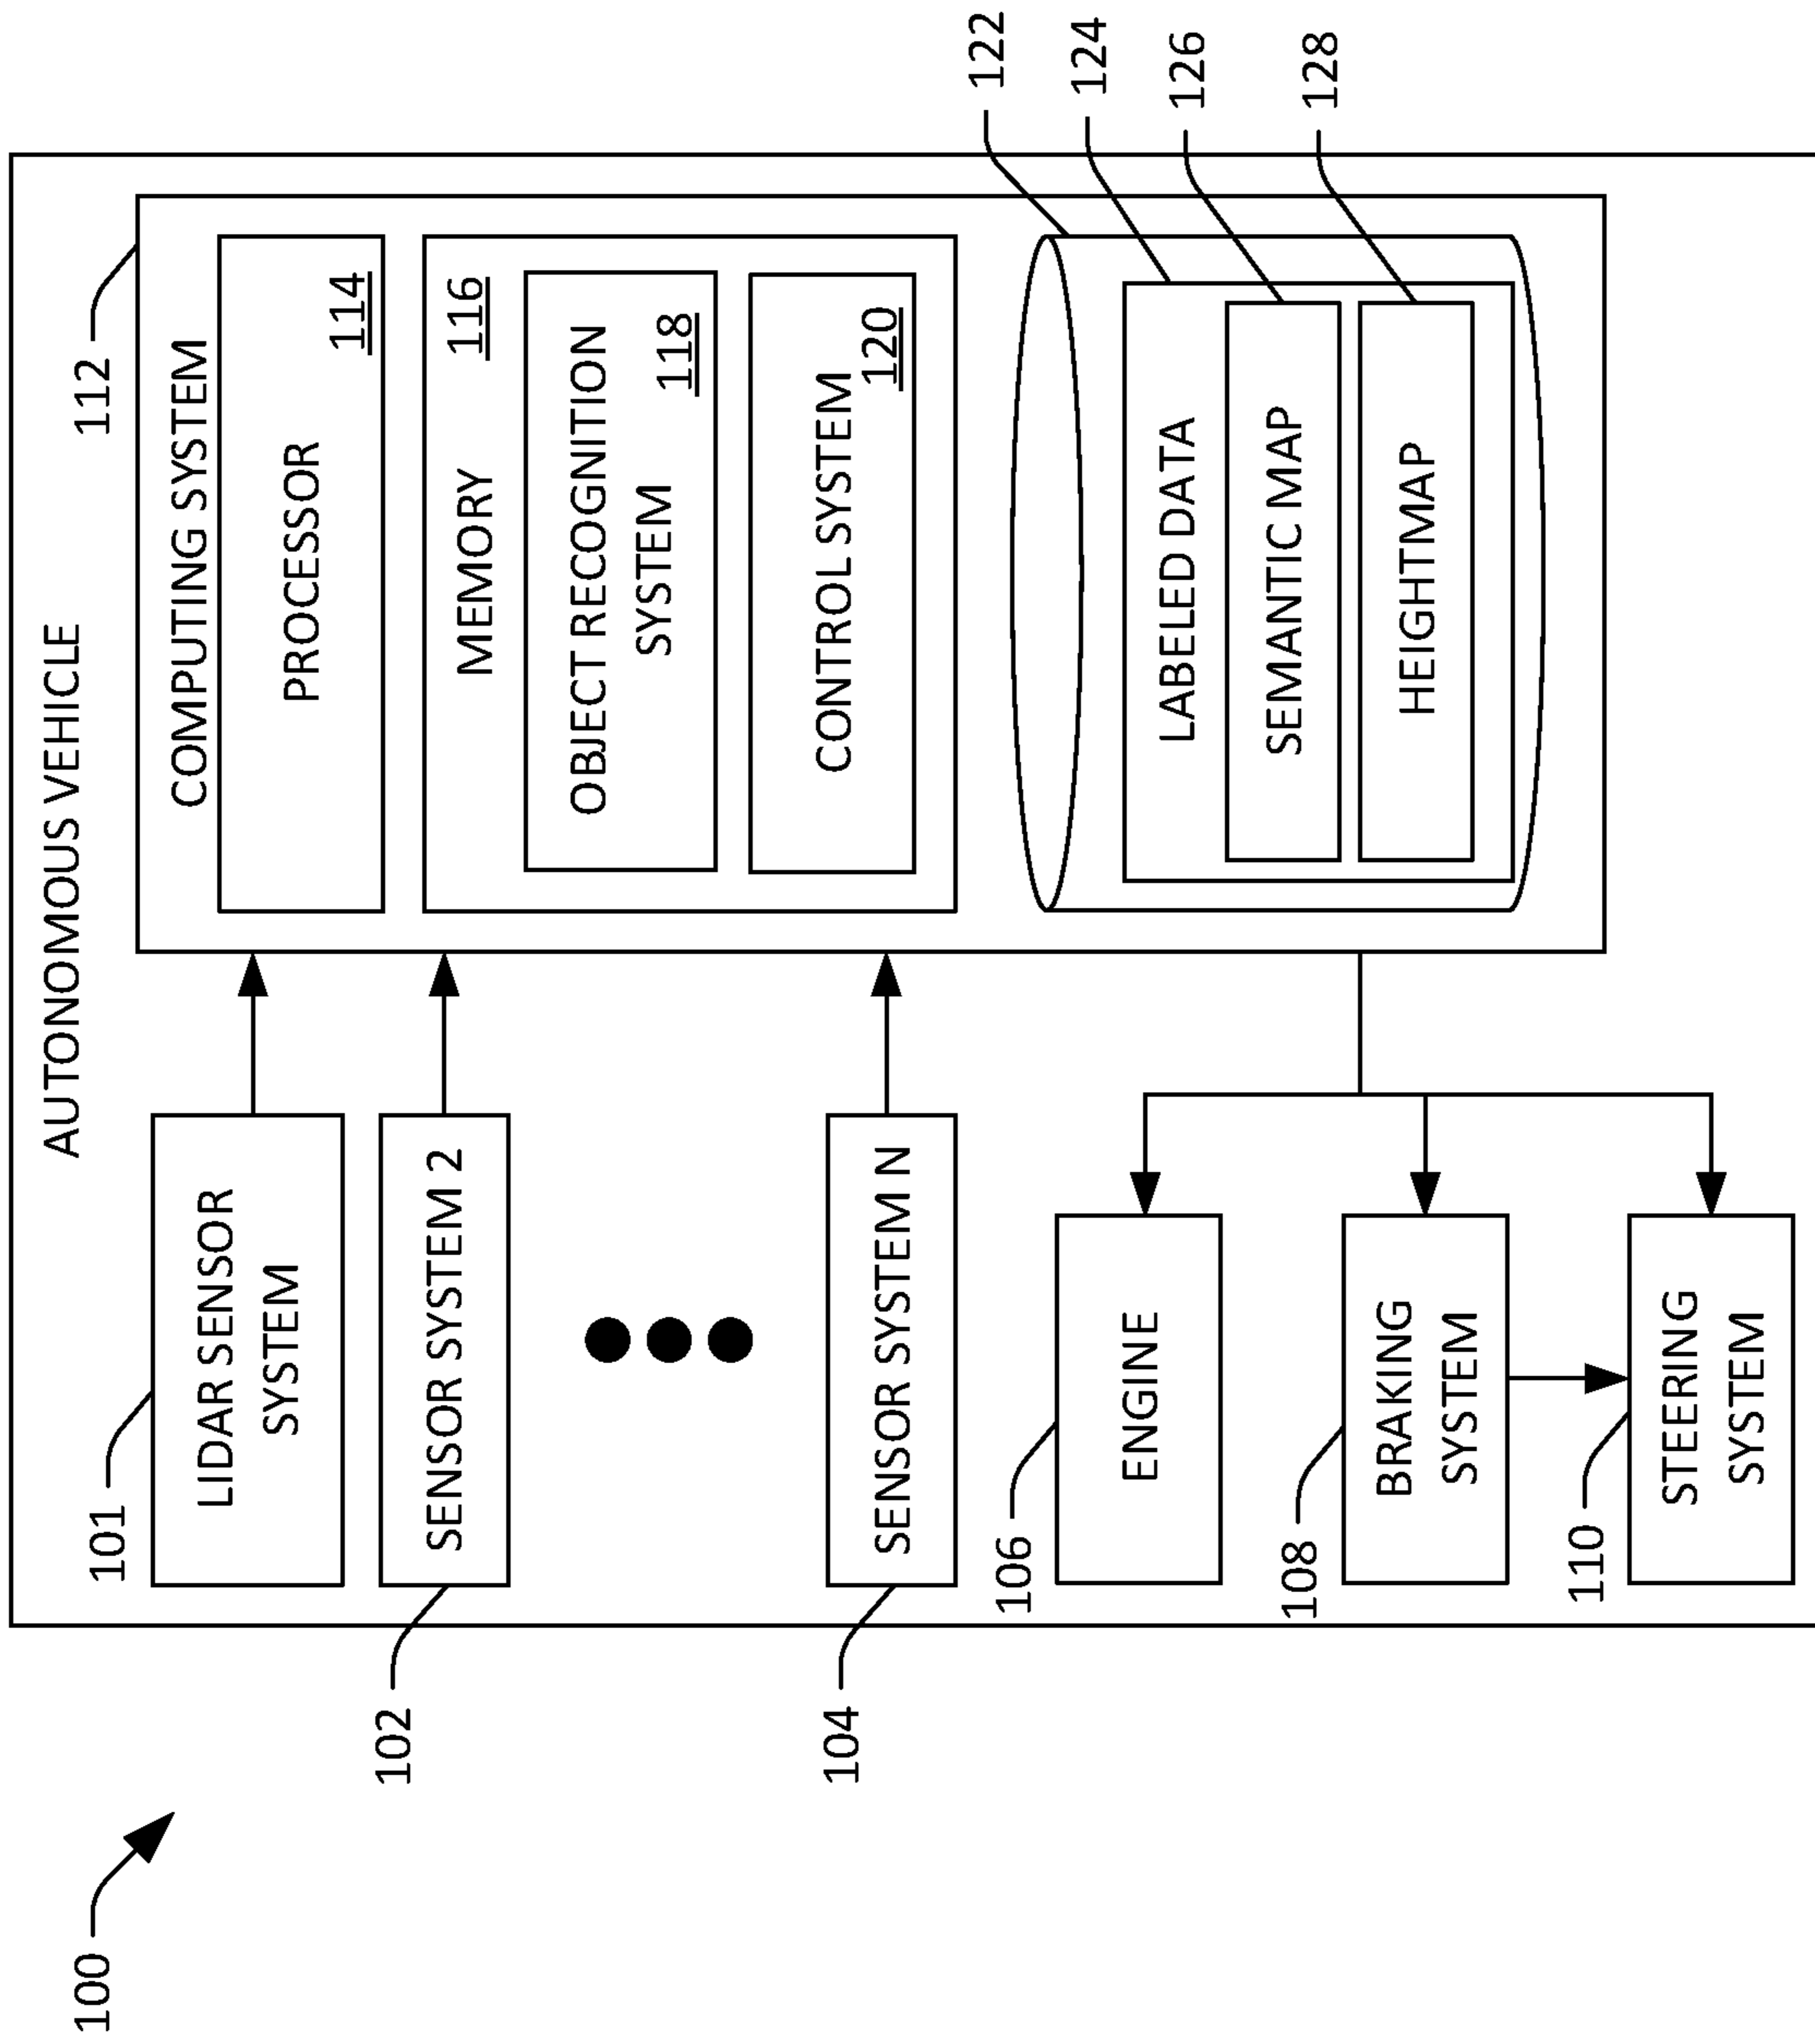 100
AUTONOMOUS VEHICLE
101
LIDAR SENSOR
SYSTEM
102
SENSOR SYSTEM 2
104
SENSOR SYSTEM N
106
ENGINE
108
BRAKING
SYSTEM
110
STEERING
SYSTEM
112
COMPUTING SYSTEM
PROCESSOR
114
MEMORY
116
OBJECT RECOGNITION
SYSTEM
118
CONTROL SYSTEM
120
122
LABELED DATA
124
SEMANTIC MAP
126
HEIGHTMAP
128